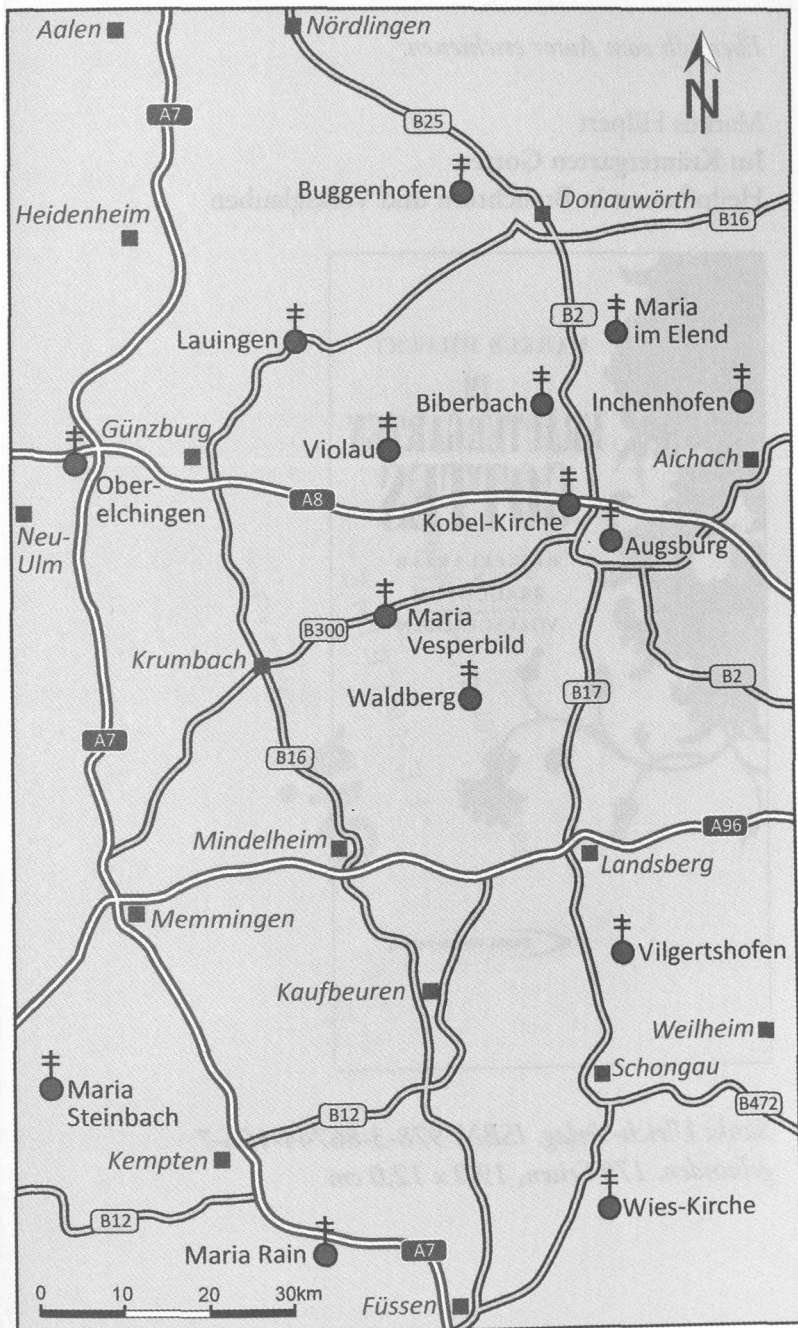 Aalen
Nördlingen
N
A7
B25
Buggenhofen
Donauwörth
Heidenheim
B16
B2
Maria
im Elend
Lauingen
Biberbach
Inchenhofen
Günzburg
Violau
Aichach
Ober-
elchingen
A8
Kobel-Kirche
Neu-
Ulm
Augsburg
B300
Maria
Vesperbild
Krumbach
Waldberg
B17
B2
A7
B16
A96
Mindelheim
Landsberg
Memmingen
Vilgertshofen
Kaufbeuren
Weilheim
Maria
Steinbach
Schongau
B12
B472
Kempten
Wies-Kirche
B12
Maria Rain
A7
0 10 20 30km
Füssen